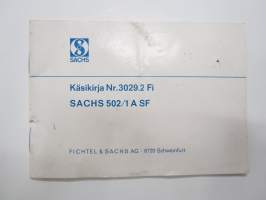 S
SACHS
Käsikirja Nr. 3029.2 Fi
SACHS 502/1 A SF
FICHTEL & SACHS AG · 8720 Schweinfurt